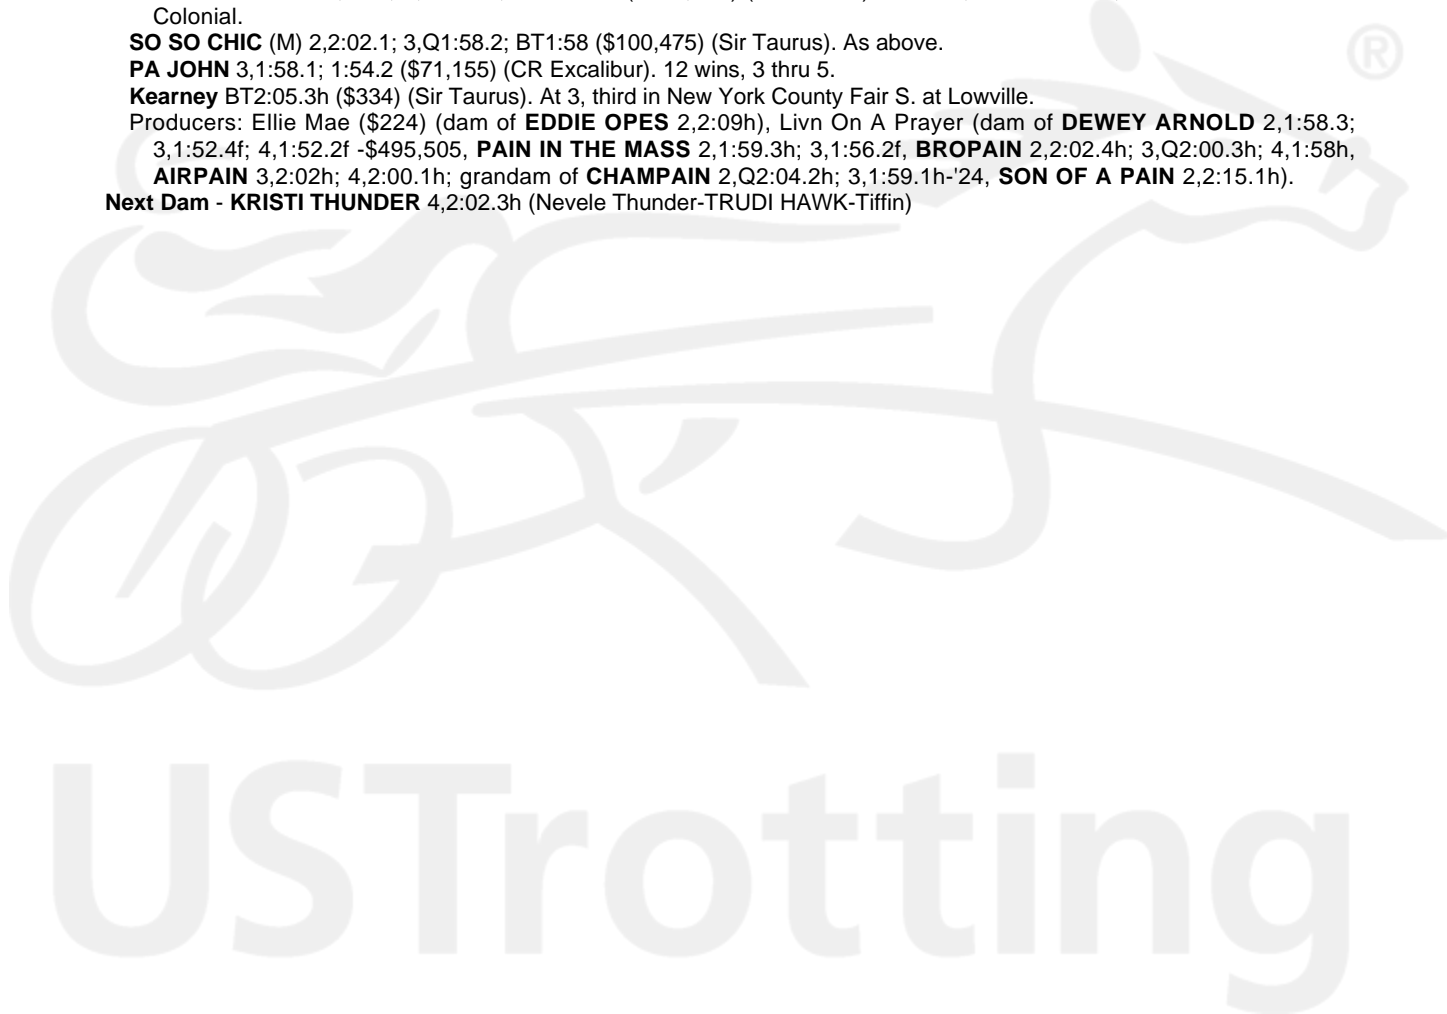 Colonial.
SO SO CHIC (M) 2,2:02.1; 3,Q1:58.2; BT1:58 ($100,475) (Sir Taurus). As above.
PA JOHN 3,1:58.1; 1:54.2 ($71,155) (CR Excalibur). 12 wins, 3 thru 5.
Kearney BT2:05.3h ($334) (Sir Taurus). At 3, third in New York County Fair S. at Lowville.
Producers: Ellie Mae ($224) (dam of EDDIE OPES 2,2:09h), Livn On A Prayer (dam of DEWEY ARNOLD 2,1:58.3;
3,1:52.4f; 4,1:52.2f -$495,505, PAIN IN THE MASS 2,1:59.3h; 3,1:56.2f, BROPAIN 2,2:02.4h; 3,Q2:00.3h; 4,1:58h,
AIRPAIN 3,2:02h; 4,2:00.1h; grandam of CHAMPAIN 2,Q2:04.2h; 3,1:59.1h-'24, SON OF A PAIN 2,2:15.1h).
Next Dam - KRISTI THUNDER 4,2:02.3h (Nevele Thunder-TRUDI HAWK-Tiffin)
®
USTrotting